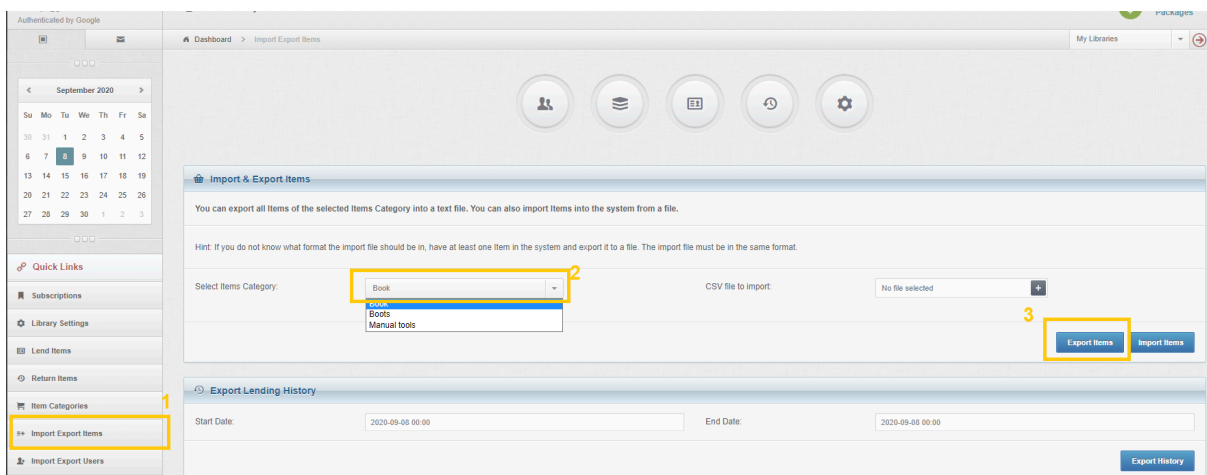 Authenticated by Google
Packages
Dashboard > Import Export Items
My Libraries
< September 2020 >
Su Mo Tu We Th Fr Sa
30 31 1 2 3 4 5
6 7 8 9 10 11 12
13 14 15 16 17 18 19
20 21 22 23 24 25 26
27 28 29 30 1 2 3
Quick Links
Subscriptions
Library Settings
Lend Items
Return Items
Item Categories
1
Import Export Items
Import Export Users
Import & Export Items
You can export all Items of the selected Items Category into a text file. You can also import Items into the system from a file.
Hint: If you do not know what format the import file should be in, have at least one Item in the system and export it to a file. The import file must be in the same format.
2
Select Items Category:
Book
Book
Boots
Manual tools
CSV file to import:
No file selected
+
3
Export Items
Import Items
Export Lending History
Start Date:
2020-09-08 00:00
End Date:
2020-09-08 00:00
Export History